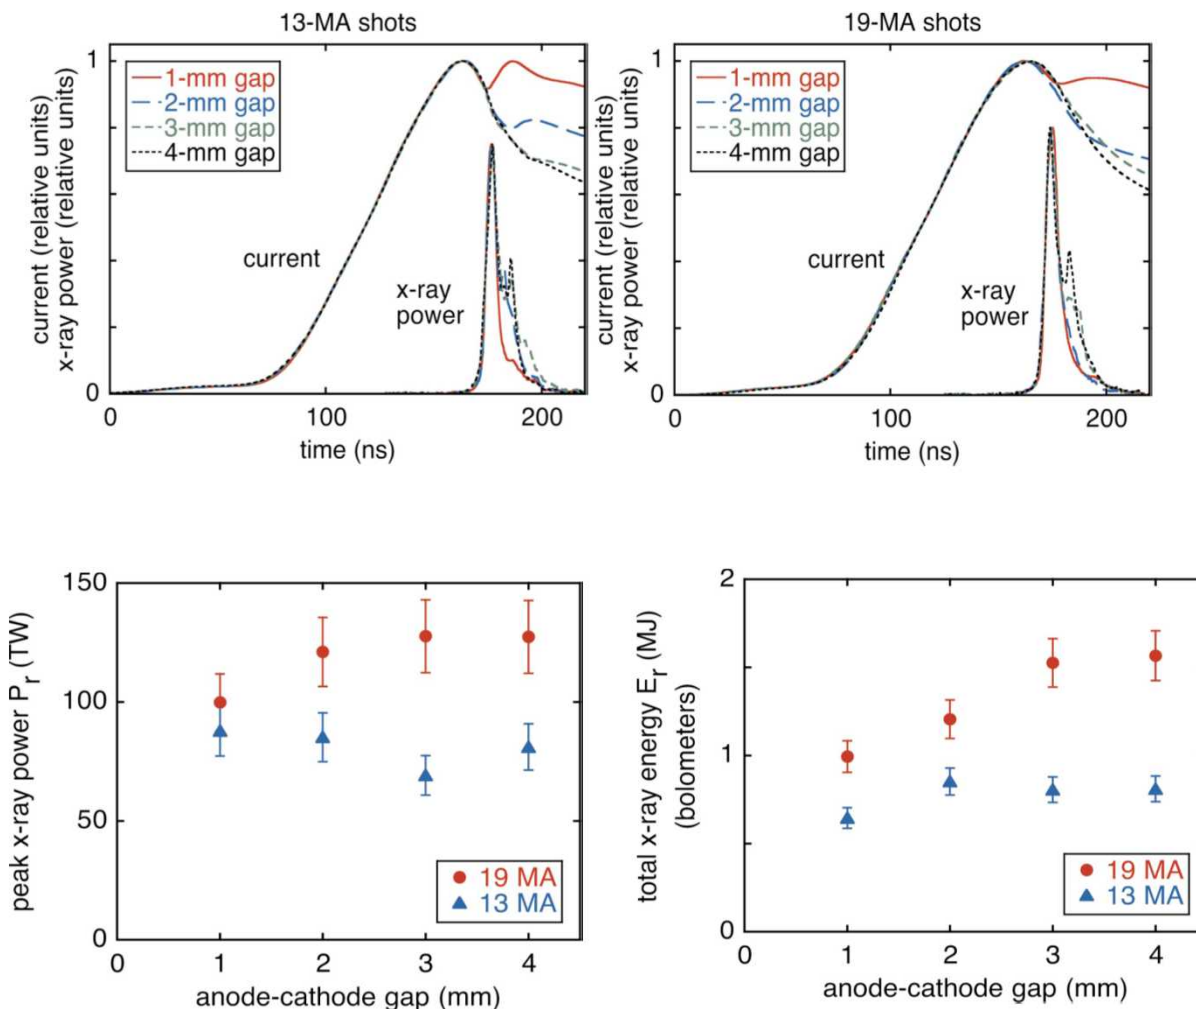 13-MA shots
current (relative units)
x-ray power (relative units)
1
0
1-mm gap
2-mm gap
3-mm gap
4-mm gap
current
x-ray
power
0
100
200
time (ns)
19-MA shots
current (relative units)
x-ray power (relative units)
1
0
1-mm gap
2-mm gap
3-mm gap
4-mm gap
current
x-ray
power
0
100
200
time (ns)
peak x-ray power Pr (TW)
150
100
50
0
19 MA
13 MA
0
1
2
3
4
anode-cathode gap (mm)
total x-ray energy Er (MJ)
(bolometers)
2
1
0
19 MA
13 MA
0
1
2
3
4
anode-cathode gap (mm)